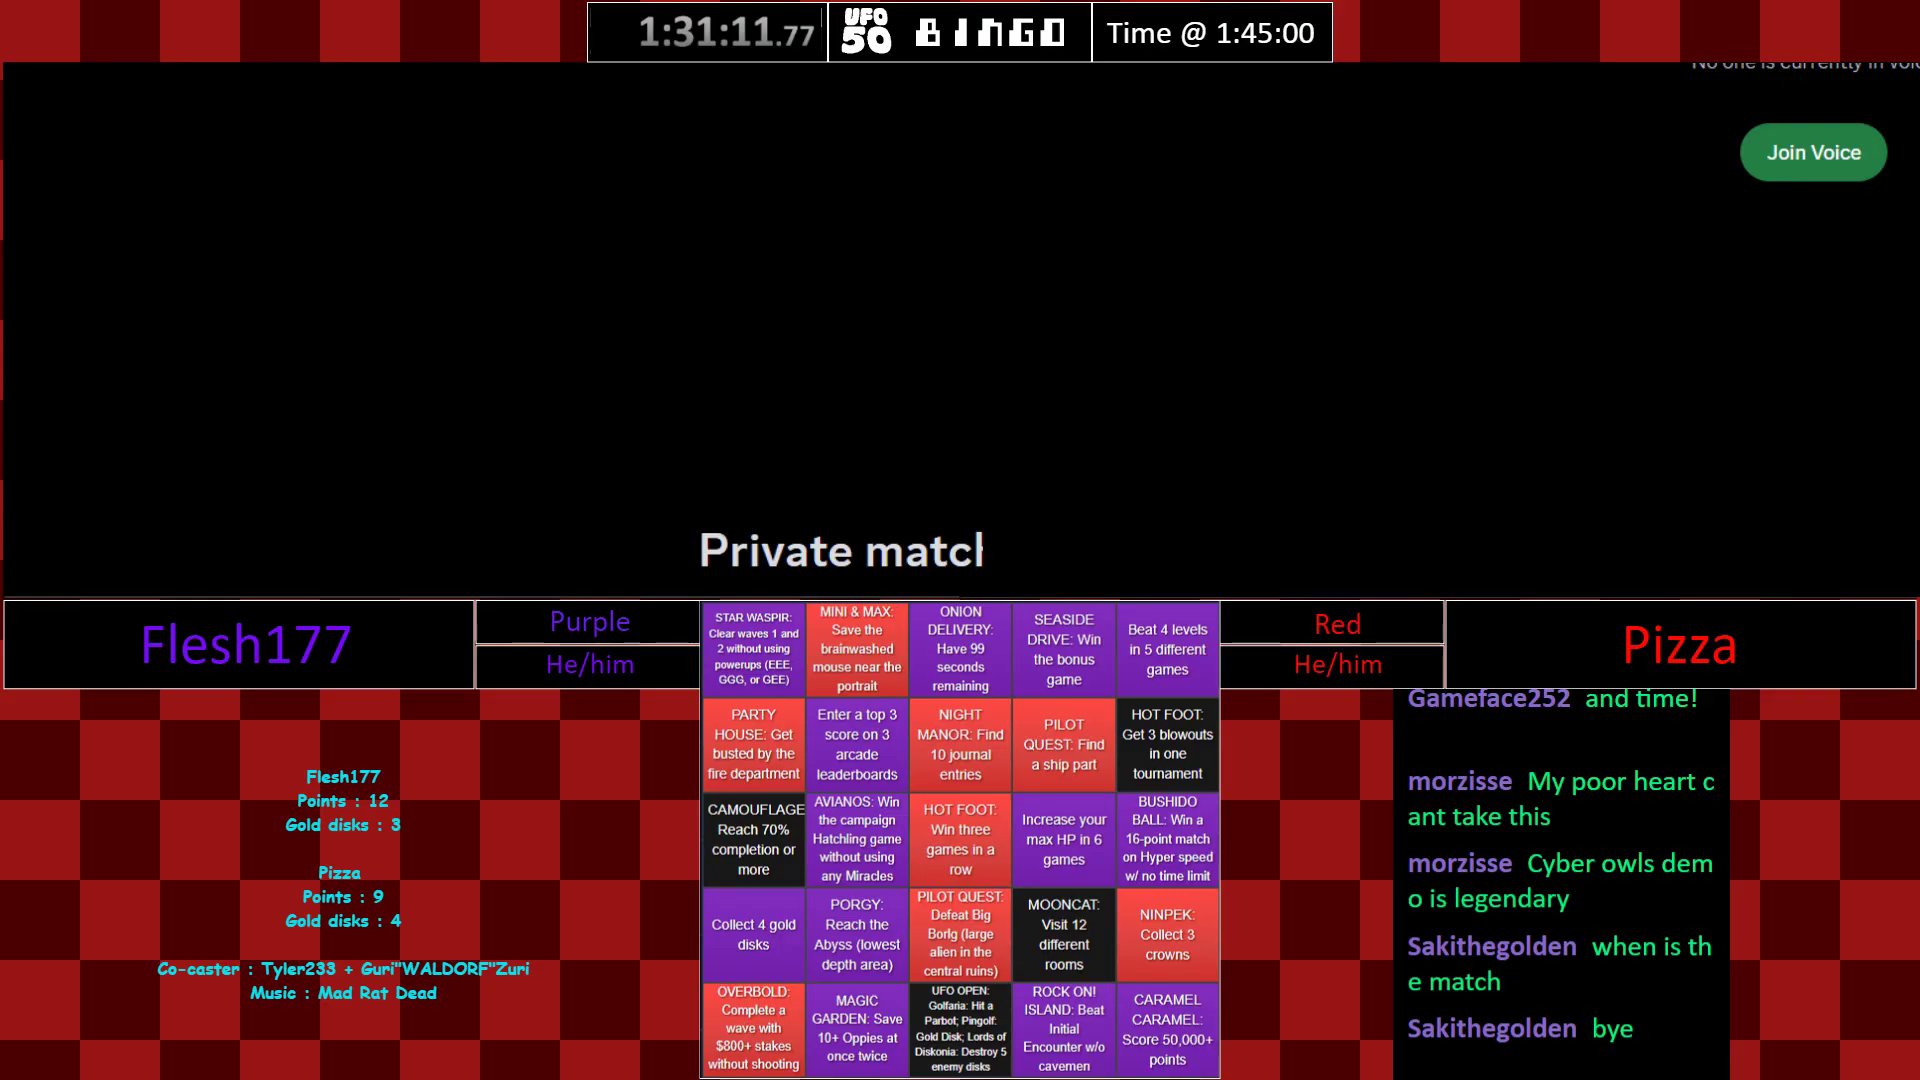 1:31:11.77
UFO 50
BINGO
Time @ 1:45:00
No one is currently in voic
Join Voice
Private match
Flesh177
Purple
He/him
Red
He/him
Pizza
STAR WASPIR:
Clear waves 1 and
2 without using
powerups (EEE,
GGG, or GEE)
MINI & MAX:
Save the
brainwashed
mouse near the
portrait
ONION
DELIVERY:
Have 99
seconds
remaining
SEASIDE
DRIVE: Win
the bonus
game
Beat 4 levels
in 5 different
games
PARTY
HOUSE: Get
busted by the
fire department
Enter a top 3
score on 3
arcade
leaderboards
NIGHT
MANOR: Find
10 journal
entries
PILOT
QUEST: Find
a ship part
HOT FOOT:
Get 3 blowouts
in one
tournament
CAMOUFLAGE
Reach 70%
completion or
more
AVIANOS: Win
the campaign
Hatchling game
without using
any Miracles
HOT FOOT:
Win three
games in a
row
Increase your
max HP in 6
games
BUSHIDO
BALL: Win a
16-point match
on Hyper speed
w/ no time limit
Collect 4 gold
disks
PORGY:
Reach the
Abyss (lowest
depth area)
PILOT QUEST:
Defeat Big
Borlg (large
alien in the
central ruins)
MOONCAT:
Visit 12
different
rooms
NINPEK:
Collect 3
crowns
OVERBOLD:
Complete a
wave with
$800+ stakes
without shooting
MAGIC
GARDEN: Save
10+ Oppies at
once twice
UFO OPEN:
Golfaria: Hit a
Parbot; Pingolf:
Gold Disk; Lords of
Diskonia: Destroy 5
enemy disks
ROCK ON!
ISLAND: Beat
Initial
Encounter w/o
cavemen
CARAMEL
CARAMEL:
Score 50,000+
points
Flesh177
Points : 12
Gold disks : 3
Pizza
Points : 9
Gold disks : 4
Co-caster : Tyler233 + Guri"WALDORF"Zuri
Music : Mad Rat Dead
Gameface252 and time!
morzisse My poor heart c
ant take this
morzisse Cyber owls dem
o is legendary
Sakithegolden when is th
e match
Sakithegolden bye